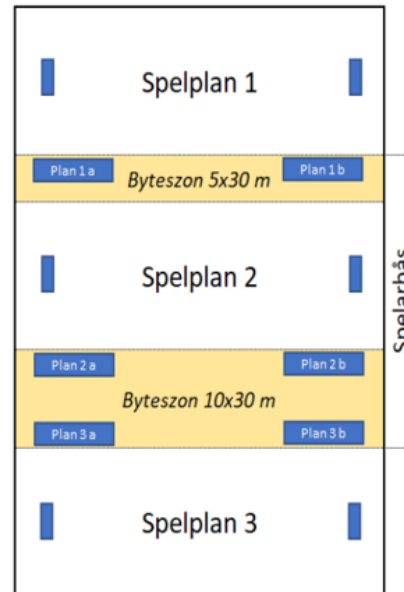 Spelplan 1
Plan 1 a
Byteszon 5x30 m
Plan 1 b
Spelplan 2
Spelarbås
Plan 2 a
Plan 2 b
Byteszon 10x30 m
Plan 3 a
Plan 3 b
Spelplan 3